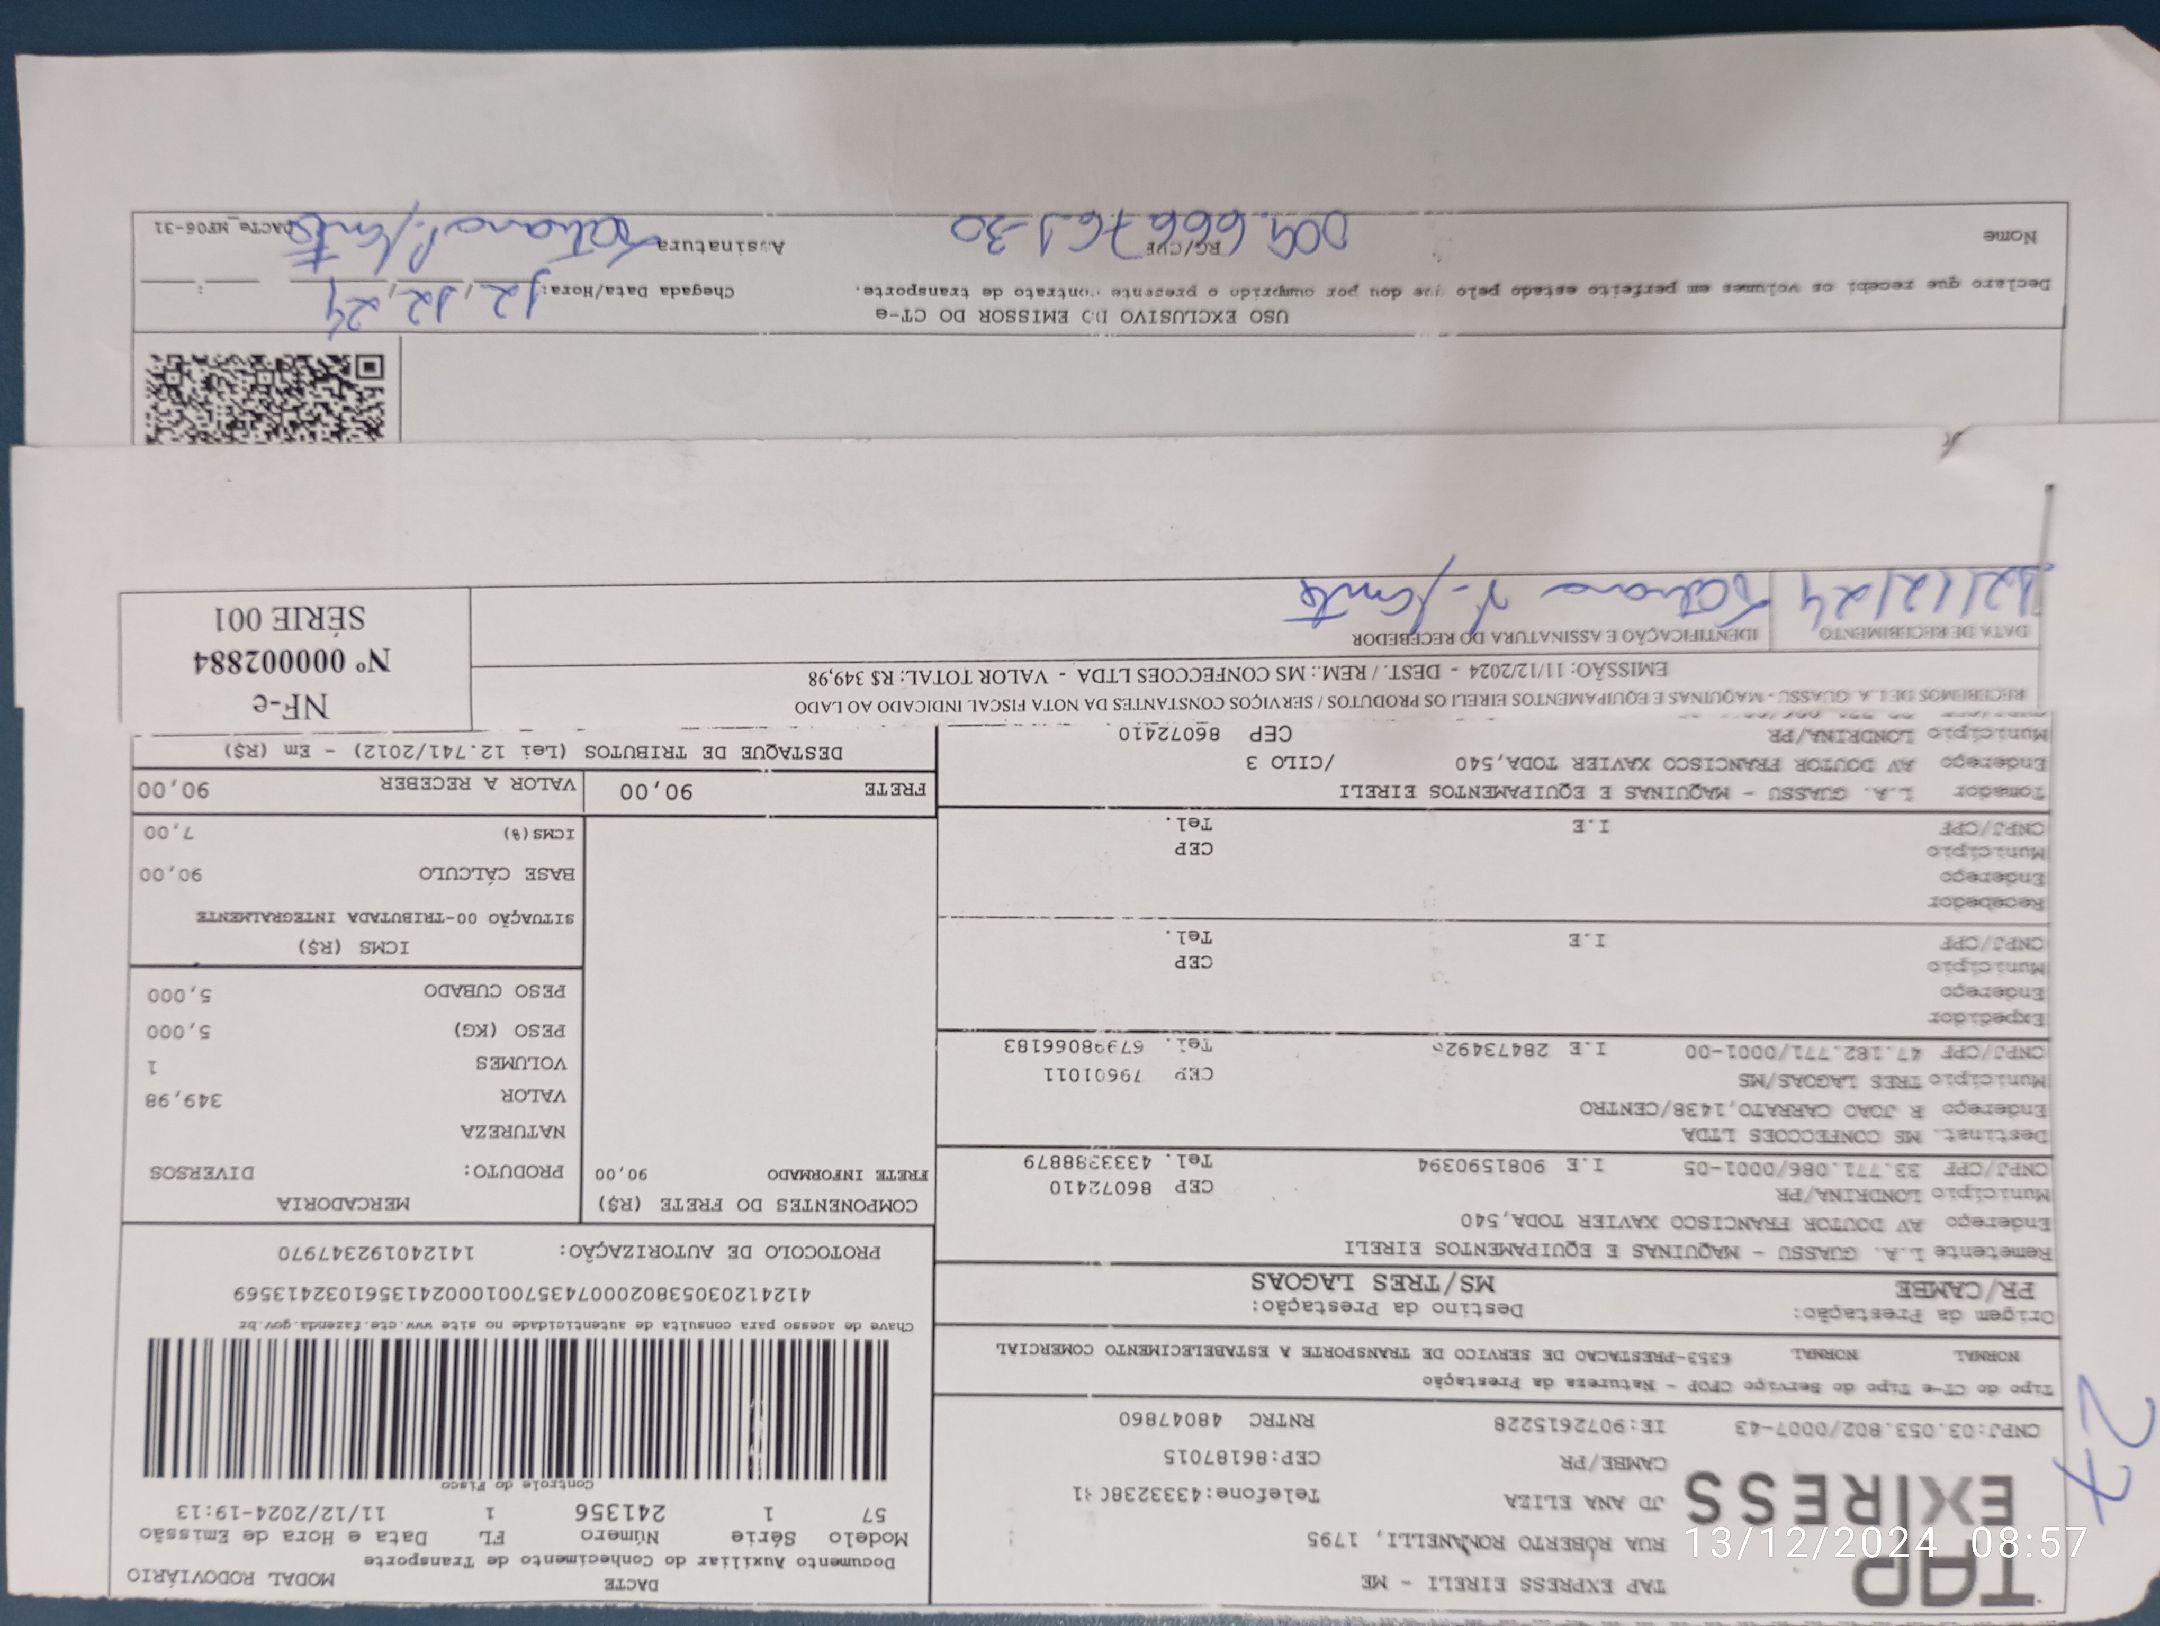 TAP EXPRESS
TAP EXPRESS EIRELI - ME
RUA ROBERTO RONANELLI, 1795
JD ANA ELIZA
CAMBE/PR CEP:86187015
CNPJ:03.053.802/0007-43 IE:9072615228 RNTRC 48047860
Tipo do CT-e Tipo do Serviço CFOP - Natureza da Prestação
NORMAL NORMAL 6353-PRESTACAO DE SERVICO DE TRANSPORTE A ESTABELECIMENTO COMERCIAL
Origem da Prestação: Destino da Prestação:
PR/CAMBE MS/TRES LAGOAS
DACTE MODAL RODOVIÁRIO
Documento Auxiliar do Conhecimento de Transporte
Modelo Série Número FL Data e Hora de Emissão
57 1 241356 1 11/12/2024-19:13
Controle do Fisco
Chave de acesso para consulta de autenticidade no site www.cte.fazenda.gov.br
41241203053802000743570010002413561032413569
PROTOCOLO DE AUTORIZAÇÃO: 141240192347970
Remetente L.A. GUASSU - MAQUINAS E EQUIPAMENTOS EIRELI
Endereço AV DOUTOR FRANCISCO XAVIER TODA,540
Município LONDRINA/PR CEP 86072410
CNPJ/CPF 33.771.086/0001-05 I.E 9081590394 Tel. 4333388879
Destinat. MS CONFECCOES LTDA
Endereço R JOAO CARRATO,1438/CENTRO
Município TRES LAGOAS/MS CEP 79601011
CNPJ/CPF 47.182.771/0001-00 I.E Tel. 67998066183
Expedidor
Endereço
Município CEP
CNPJ/CPF I.E Tel.
Recebedor
Endereço
Município CEP
CNPJ/CPF I.E Tel.
Tomador L.A. GUASSU - MAQUINAS E EQUIPAMENTOS EIRELI
Endereço AV DOUTOR FRANCISCO XAVIER TODA,540 /CILO 3
Município LONDRINA/PR CEP 86072410
COMPONENTES DO FRETE (R$)
FRETE INFORMADO 90,00
FRETE 90,00
MERCADORIA
PRODUTO: DIVERSOS
NATUREZA
VALOR 349,98
VOLUMES 1
PESO (KG) 5,000
PESO CUBADO 5,000
ICMS (R$)
SITUAÇÃO 00-TRIBUTADA INTEGRALMENTE
BASE CÁLCULO 90,00
ICMS(%) 7,00
VALOR A RECEBER 90,00
DESTAQUE DE TRIBUTOS (Lei 12.741/2012) - Em (R$)
RECEBEMOS DE L.A. GUASSU - MAQUINAS E EQUIPAMENTOS EIRELI OS PRODUTOS / SERVIÇOS CONSTANTES DA NOTA FISCAL INDICADO AO LADO
EMISSÃO: 11/12/2024 - DEST. / REM.: MS CONFECCOES LTDA - VALOR TOTAL: R$ 349,98
DATA DE RECEBIMENTO IDENTIFICAÇÃO E ASSINATURA DO RECEBEDOR
12/12/24
NF-e
Nº 000002884
SÉRIE 001
USO EXCLUSIVO DO EMISSOR DO CT-e
Declaro que recebi os volumes em perfeito estado pelo que dou por cumprido o presente contrato de transporte.
Chegada Data/Hora: 12/12/24
Nome RG/CPF Assinatura
DACTe_MF06-31
27
13/12/2024 08:57